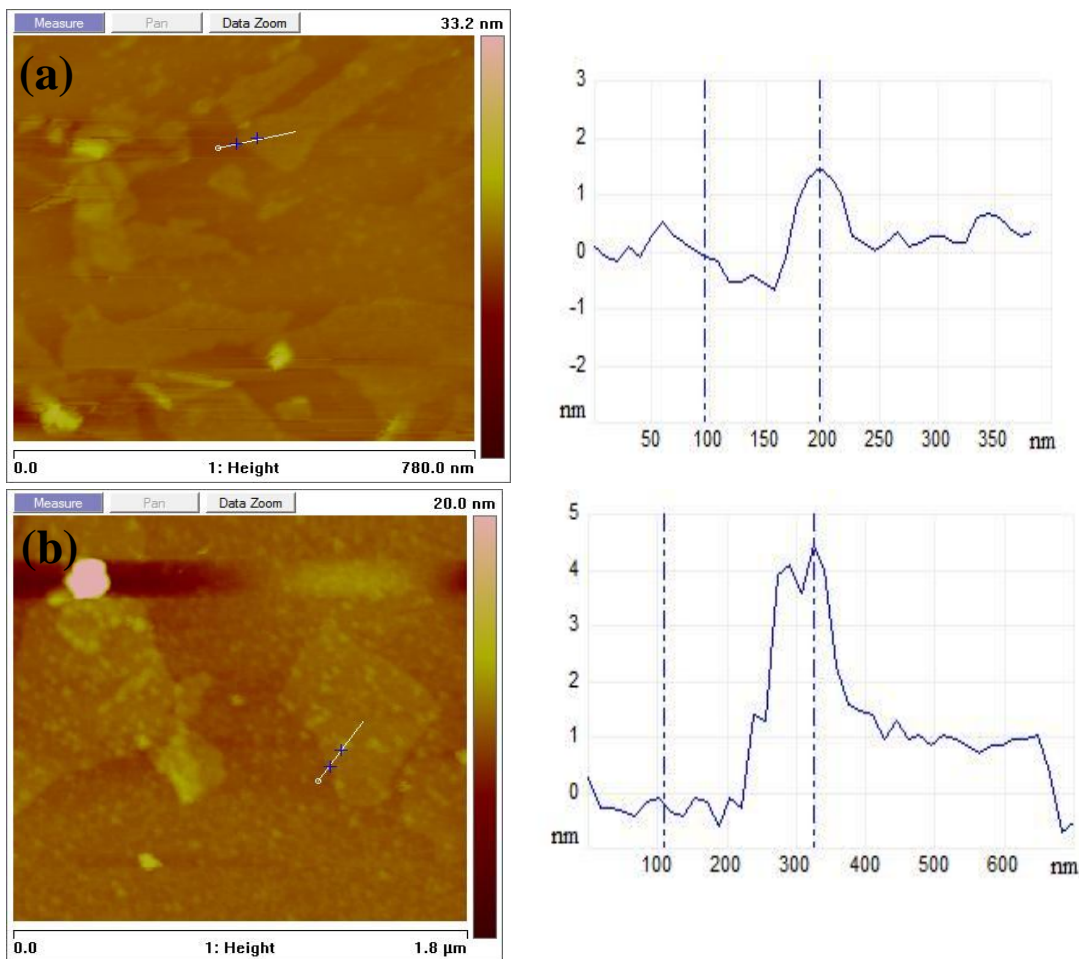 Measure Pan Data Zoom 33.2 nm
(a)
0.0 1: Height 780.0 nm
3
2
1
0
-1
-2
nm
50 100 150 200 250 300 350 nm
Measure Pan Data Zoom 20.0 nm
(b)
0.0 1: Height 1.8 µm
5
4
3
2
1
0
nm
100 200 300 400 500 600 nm